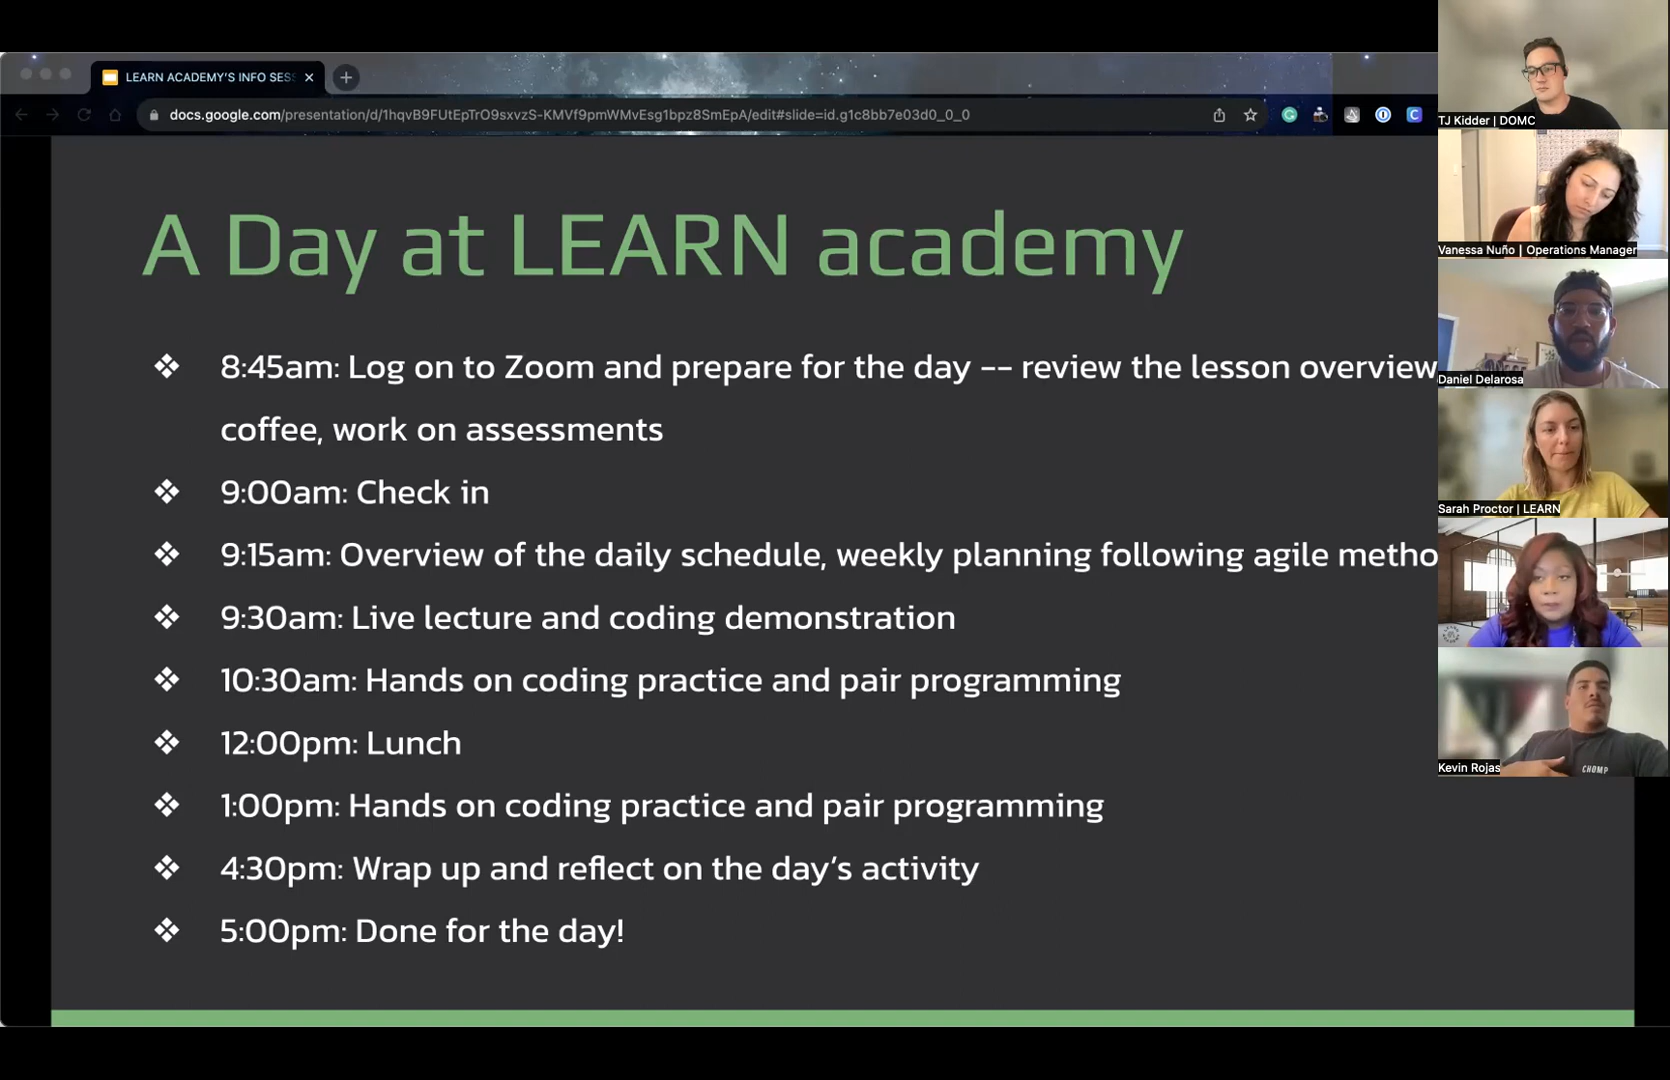 LEARN ACADEMY'S INFO SES
docs.google.com/presentation/d/1hqvB9FUtEpTrO9sxvzS-KMVf9pmWMvEsg1bpz8SmEpA/edit#slide=id.g1c8bb7e03d0_0_0
A Day at LEARN academy
❖ 8:45am: Log on to Zoom and prepare for the day -- review the lesson overview
coffee, work on assessments
❖ 9:00am: Check in
❖ 9:15am: Overview of the daily schedule, weekly planning following agile metho
❖ 9:30am: Live lecture and coding demonstration
❖ 10:30am: Hands on coding practice and pair programming
❖ 12:00pm: Lunch
❖ 1:00pm: Hands on coding practice and pair programming
❖ 4:30pm: Wrap up and reflect on the day's activity
❖ 5:00pm: Done for the day!
TJ Kidder | DOMC
Vanessa Nuño | Operations Manager
Daniel Delarosa
Sarah Proctor | LEARN
CHOMP
Kevin Rojas